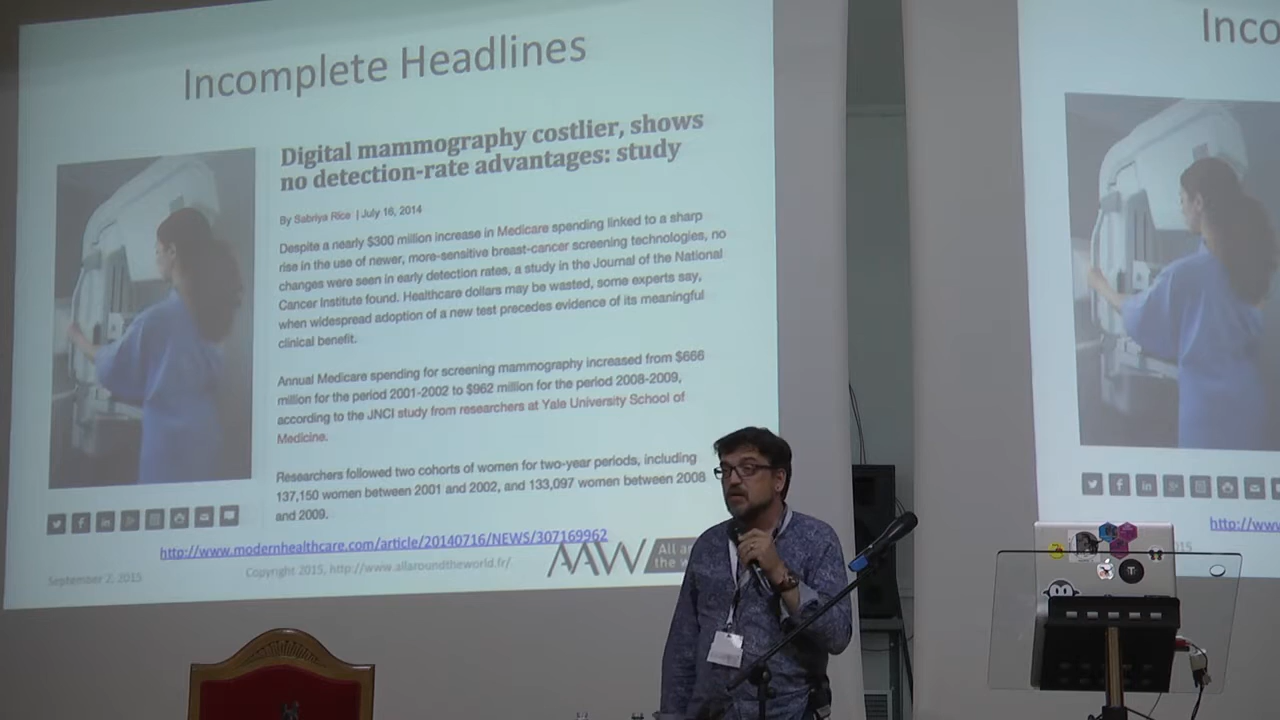 Incomplete Headlines
Digital mammography costlier, shows
no detection-rate advantages: study
By Sabriya Rice | July 16, 2014
Despite a nearly $300 million increase in Medicare spending linked to a sharp
rise in the use of newer, more-sensitive breast-cancer screening technologies, no
changes were seen in early detection rates, a study in the Journal of the National
Cancer Institute found. Healthcare dollars may be wasted, some experts say,
when widespread adoption of a new test precedes evidence of its meaningful
clinical benefit.
Annual Medicare spending for screening mammography increased from $666
million for the period 2001-2002 to $962 million for the period 2008-2009,
according to the JNCI study from researchers at Yale University School of
Medicine.
Researchers followed two cohorts of women for two-year periods, including
137,150 women between 2001 and 2002, and 133,097 women between 2008
and 2009.
http://www.modernhealthcare.com/article/20140716/NEWS/307169962
September 2, 2015
Copyright 2015, http://www.allaroundtheworld.fr/
AAW
All a
the w
Inco
http://ww
15